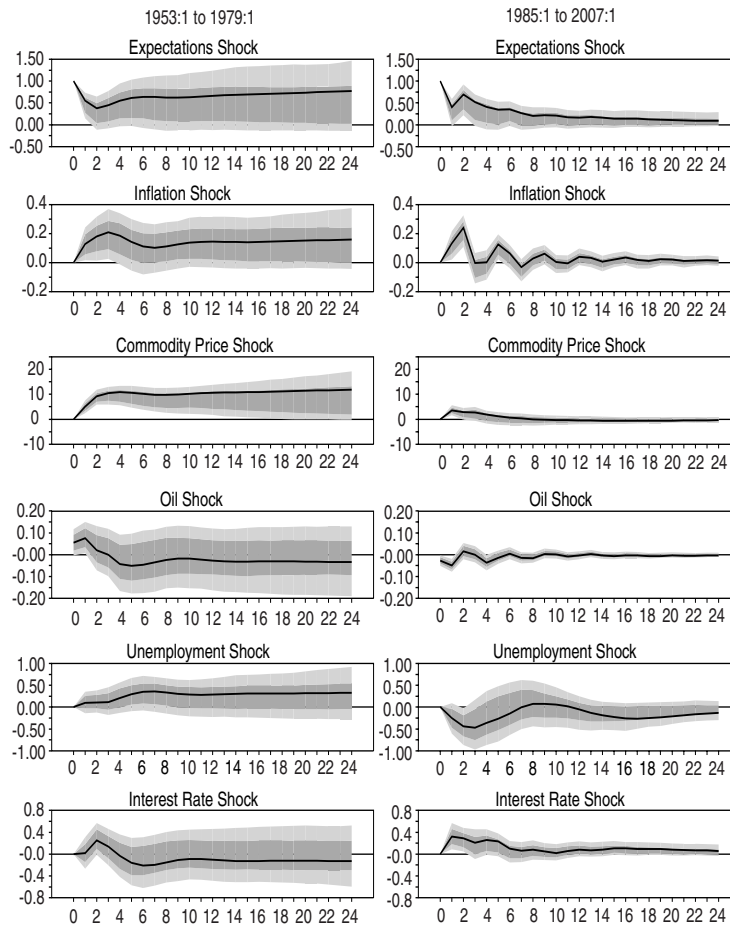 1953:1 to 1979:1
Expectations Shock
1.50
1.00
0.50
0.00
-0.50
0 2 4 6 8 10 12 14 16 18 20 22 24
Inflation Shock
0.4
0.2
0.0
-0.2
0 2 4 6 8 10 12 14 16 18 20 22 24
Commodity Price Shock
20
10
0
-10
0 2 4 6 8 10 12 14 16 18 20 22 24
Oil Shock
0.20
0.10
-0.00
-0.10
-0.20
0 2 4 6 8 10 12 14 16 18 20 22 24
Unemployment Shock
1.00
0.50
0.00
-0.50
-1.00
0 2 4 6 8 10 12 14 16 18 20 22 24
Interest Rate Shock
0.8
0.4
-0.0
-0.4
-0.8
0 2 4 6 8 10 12 14 16 18 20 22 24
1985:1 to 2007:1
Expectations Shock
1.50
1.00
0.50
0.00
-0.50
0 2 4 6 8 10 12 14 16 18 20 22 24
Inflation Shock
0.4
0.2
0.0
-0.2
0 2 4 6 8 10 12 14 16 18 20 22 24
Commodity Price Shock
20
10
0
-10
0 2 4 6 8 10 12 14 16 18 20 22 24
Oil Shock
0.20
0.10
-0.00
-0.10
-0.20
0 2 4 6 8 10 12 14 16 18 20 22 24
Unemployment Shock
1.00
0.50
0.00
-0.50
-1.00
0 2 4 6 8 10 12 14 16 18 20 22 24
Interest Rate Shock
0.8
0.4
-0.0
-0.4
-0.8
0 2 4 6 8 10 12 14 16 18 20 22 24